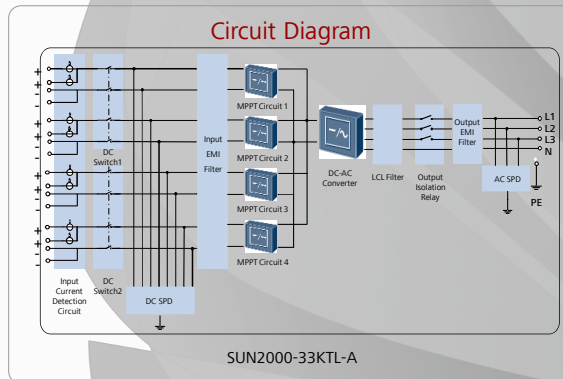 Circuit Diagram
+
+
-
-
+
+
-
-
+
+
-
-
+
+
-
-
DC
Switch1
Input
EMI
Filter
MPPT Circuit 1
MPPT Circuit 2
MPPT Circuit 3
MPPT Circuit 4
DC-AC
Converter
LCL Filter
Output
Isolation
Relay
Output
EMI
Filter
L1
L2
L3
N
AC SPD
PE
Input
Current
Detection
Circuit
DC
Switch2
DC SPD
SUN2000-33KTL-A